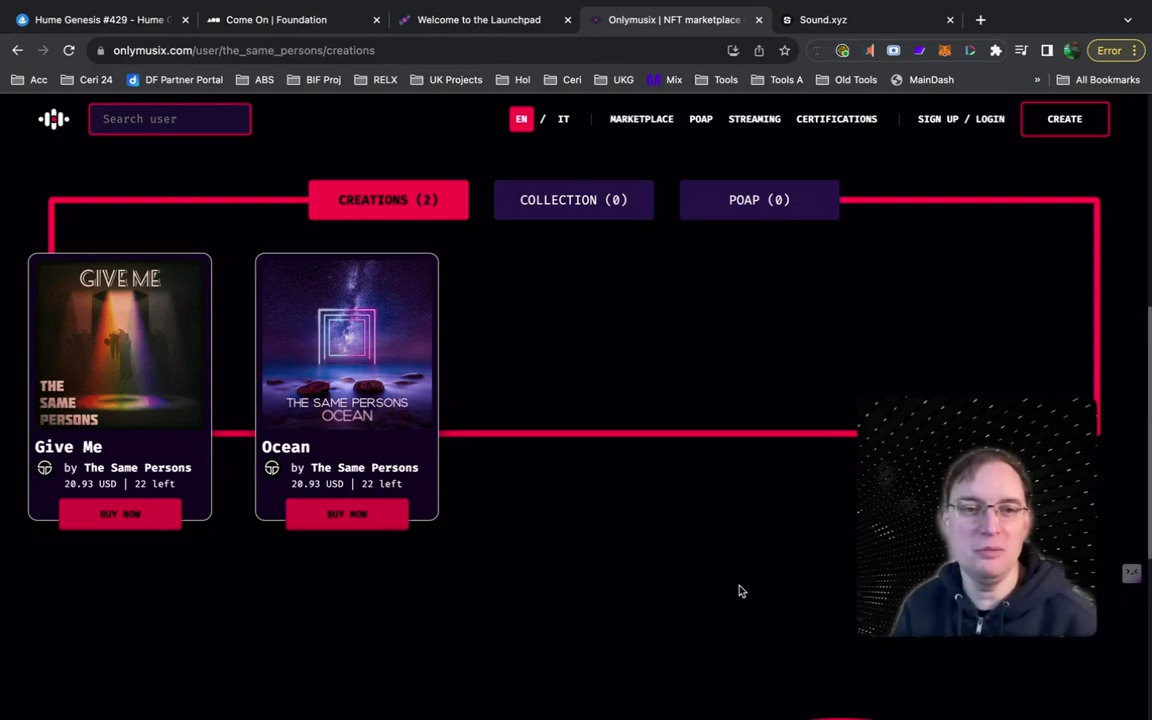 Hume Genesis #429 - Hume G
Come On | Foundation
Welcome to the Launchpad
Onlymusix | NFT marketplace
Sound.xyz
onlymusix.com/user/the_same_persons/creations
Error
Acc
Ceri 24
DF Partner Portal
ABS
BIF Proj
RELX
UK Projects
Hol
Ceri
UKG
Mix
Tools
Tools A
Old Tools
MainDash
»
All Bookmarks
Search user
EN / IT
MARKETPLACE
POAP
STREAMING
CERTIFICATIONS
SIGN UP / LOGIN
CREATE
CREATIONS (2)
COLLECTION (0)
POAP (0)
GIVE ME
THE
SAME
PERSONS
Give Me
by The Same Persons
20.93 USD | 22 left
BUY NOW
THE SAME PERSONS
OCEAN
Ocean
by The Same Persons
20.93 USD | 22 left
BUY NOW